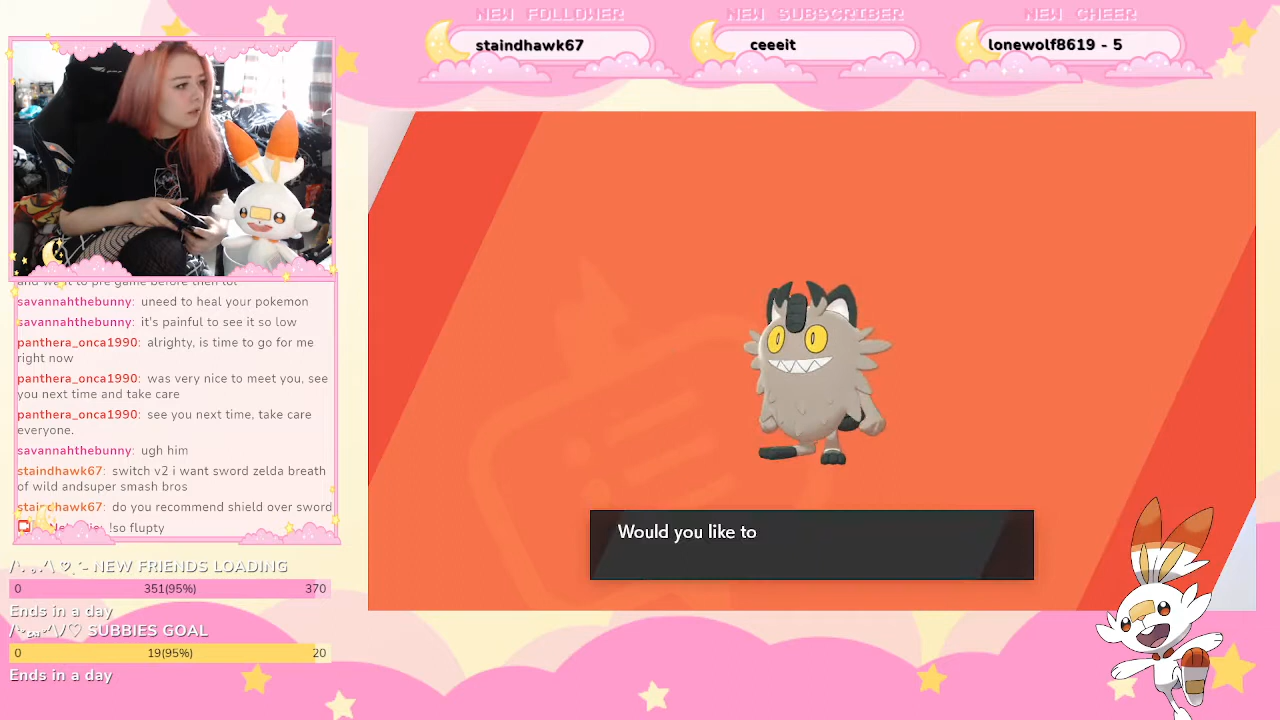 NEW FOLLOWER
NEW SUBSCRIBER
NEW CHEER
staindhawk67
ceeeit
lonewolf8619 - 5
savannahthebunny: uneed to heal your pokemon
savannahthebunny: it's painful to see it so low
panthera_onca1990: alrighty, is time to go for me
right now
panthera_onca1990: was very nice to meet you, see
you next time and take care
panthera_onca1990: see you next time, take care
everyone.
savannahthebunny: ugh him
staindhawk67: switch v2 i want sword zelda breath
of wild andsuper smash bros
staindhawk67: do you recommend shield over sword
!so flupty
Would you like to
NEW FRIENDS LOADING
0 351(95%) 370
Ends in a day
SUBBIES GOAL
0 19(95%) 20
Ends in a day